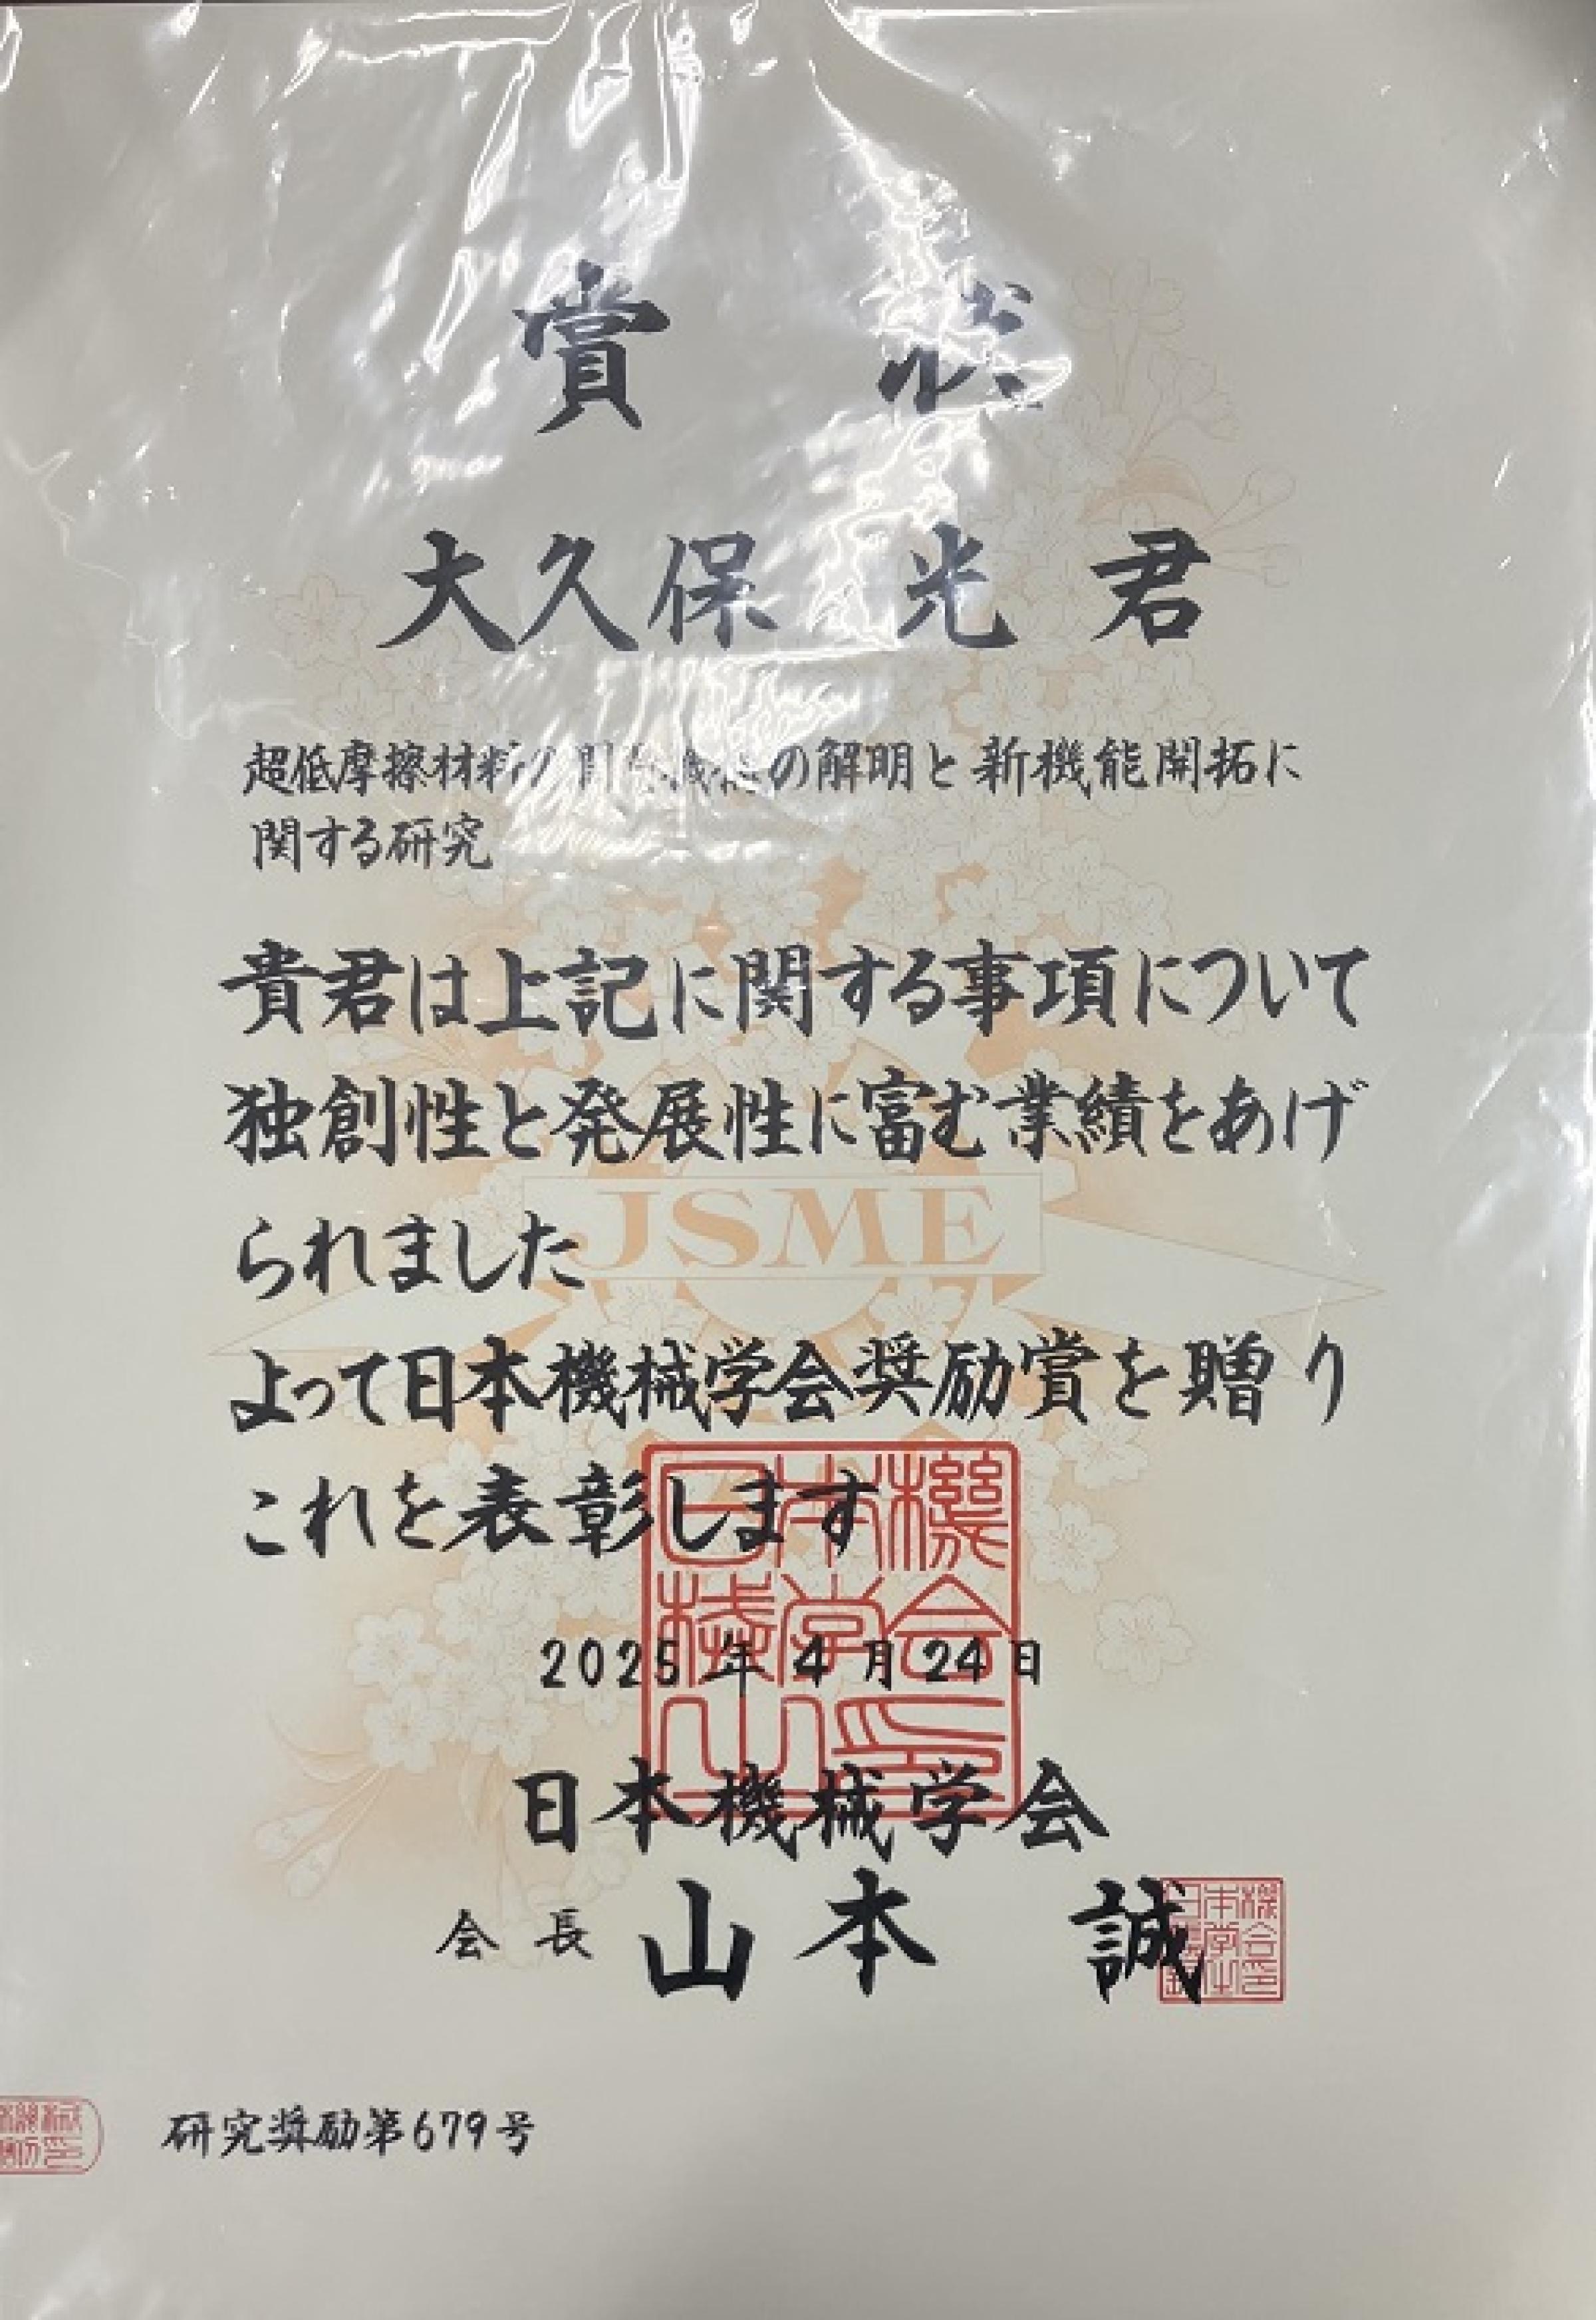 賞 状
大久保 光 君
超低摩擦材料の の解明と新機能開拓に
関する研究
貴君は上記に関する事項について
独創性と発展性に富む業績をあげ
られました
JSME
よって日本機械学会奨励賞を贈り
これを表彰します
2025年4月24日
日本機械学会
会長 山本 誠
研究奨励第679号